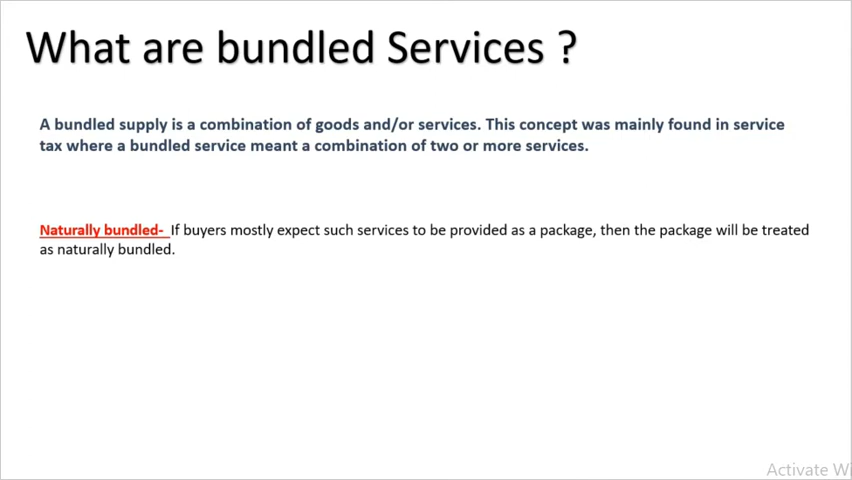 What are bundled Services ?
A bundled supply is a combination of goods and/or services. This concept was mainly found in service
tax where a bundled service meant a combination of two or more services.
Naturally bundled- If buyers mostly expect such services to be provided as a package, then the package will be treated
as naturally bundled.
Activate